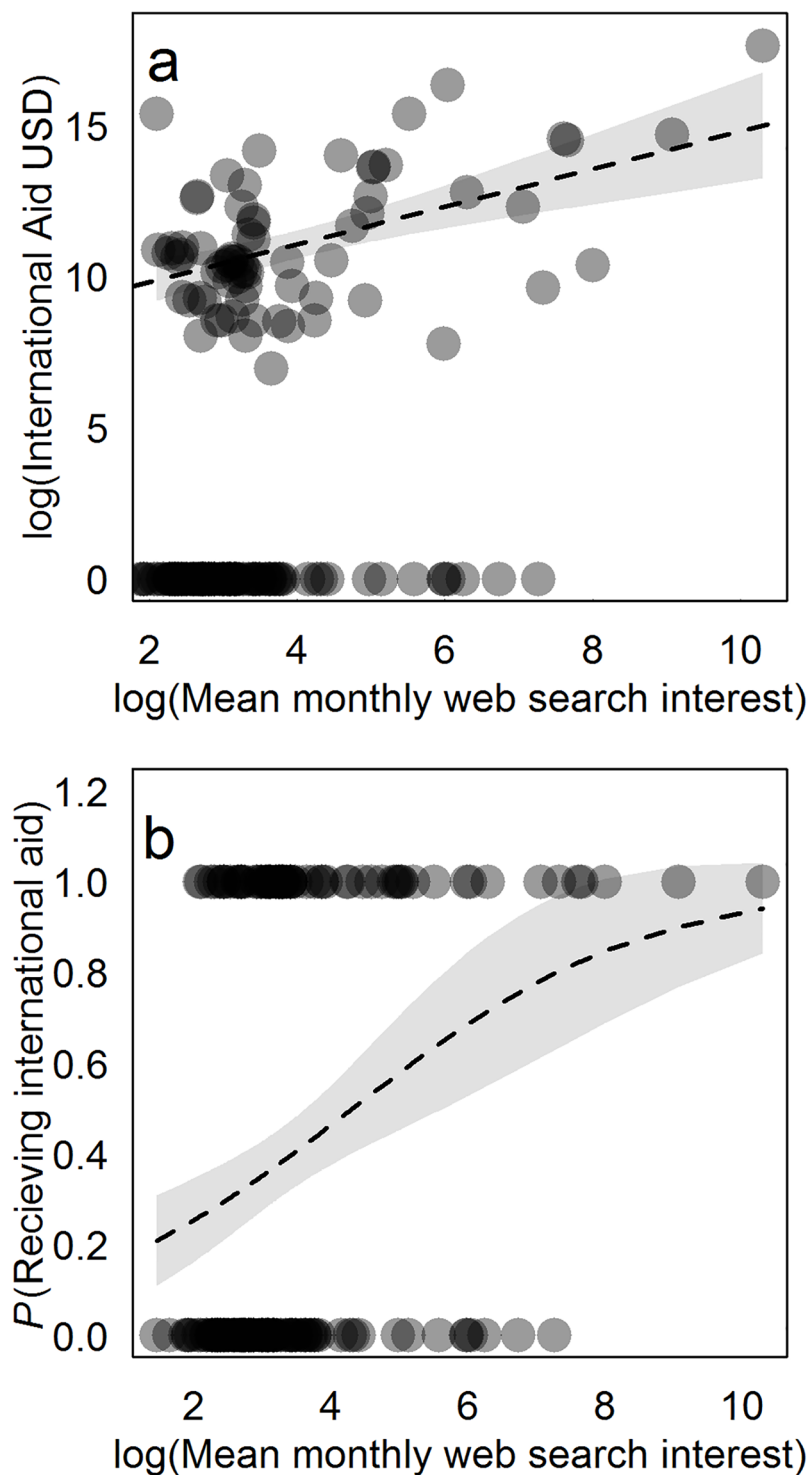 a
log(International Aid USD)
15
10
5
0
2 4 6 8 10
log(Mean monthly web search interest)
b
P(Recieving international aid)
1.2
1.0
0.8
0.6
0.4
0.2
0.0
2 4 6 8 10
log(Mean monthly web search interest)